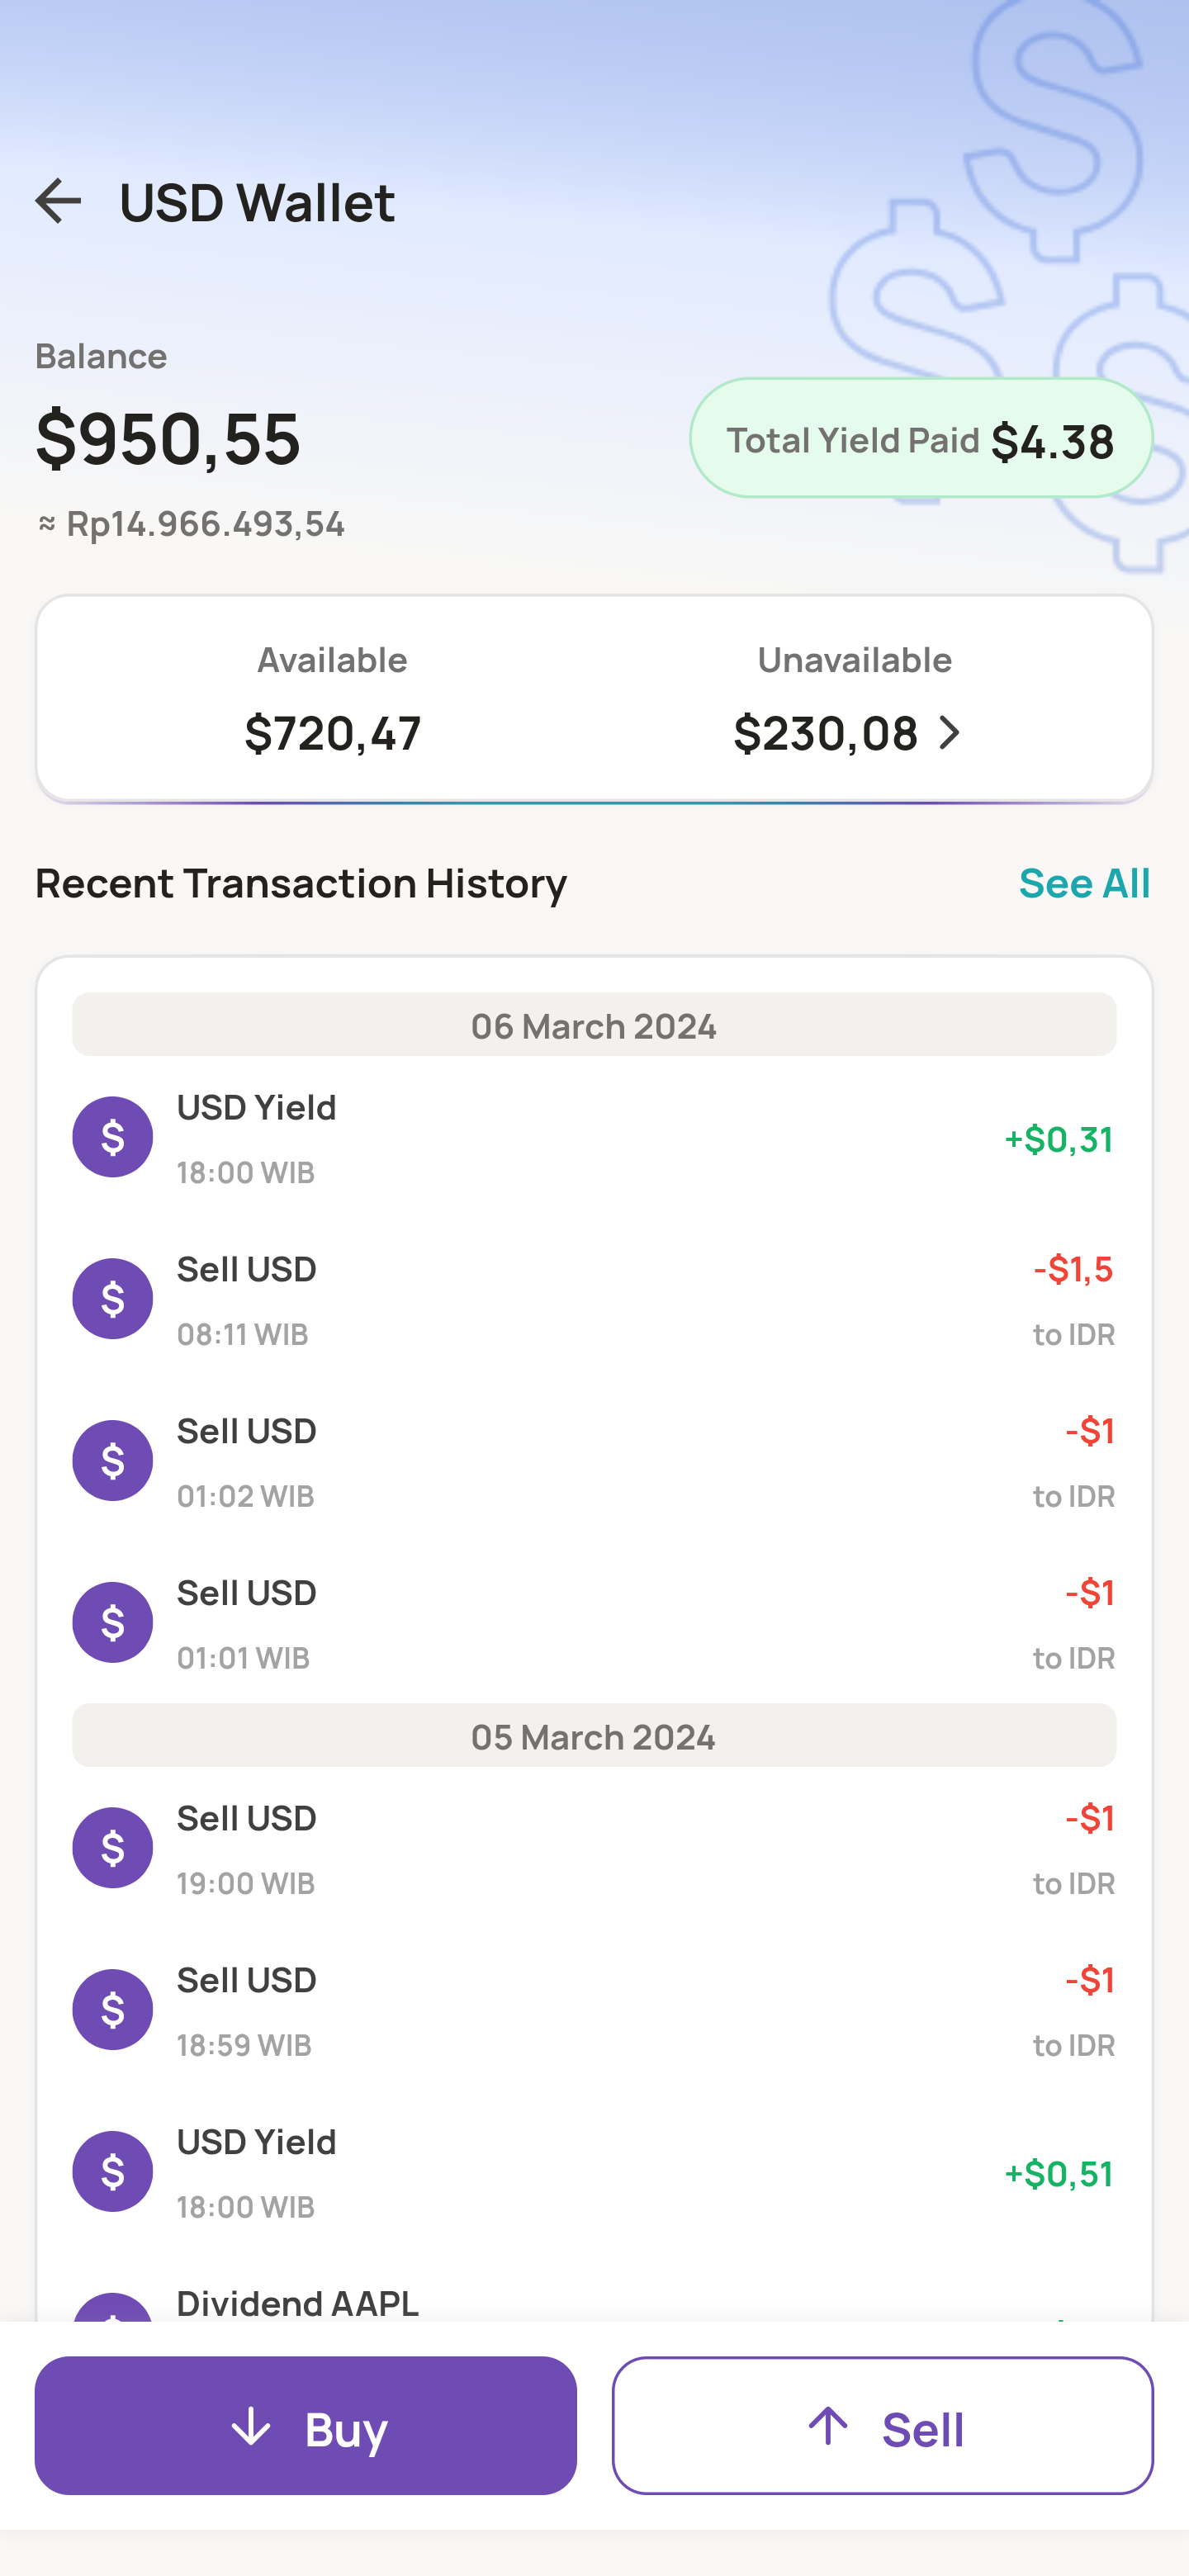 USD Wallet
Balance
$950,55
Total Yield Paid $4.38
≈ Rp14.966.493,54
Available
Unavailable
$720,47
$230,08
Recent Transaction History
See All
06 March 2024
USD Yield
+$0,31
18:00 WIB
Sell USD
-$1,5
08:11 WIB
to IDR
Sell USD
-$1
01:02 WIB
to IDR
Sell USD
-$1
01:01 WIB
to IDR
05 March 2024
Sell USD
-$1
19:00 WIB
to IDR
Sell USD
-$1
18:59 WIB
to IDR
USD Yield
+$0,51
18:00 WIB
Dividend AAPL
Buy
Sell